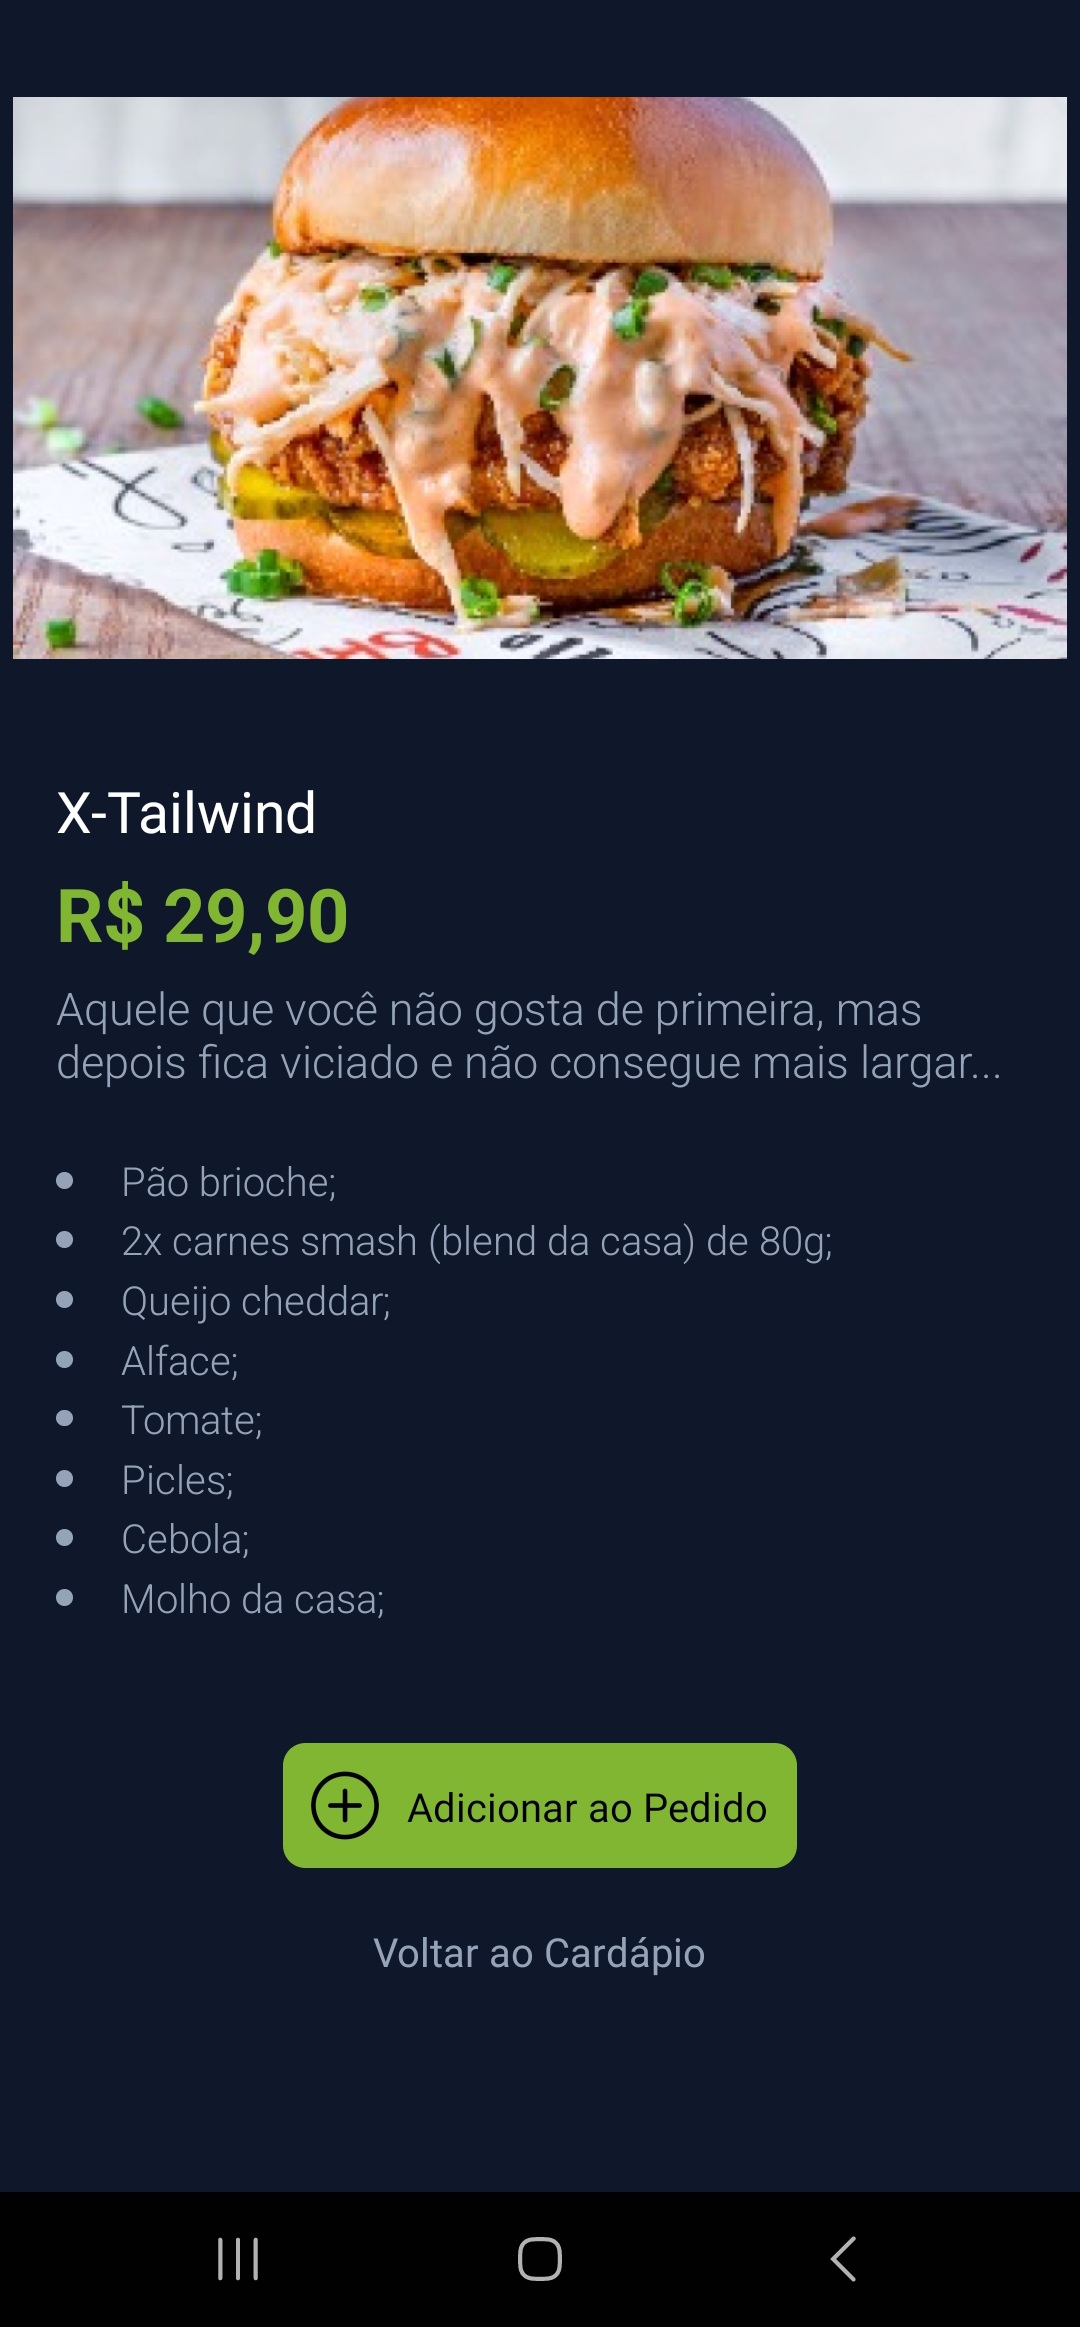 X-Tailwind
R$ 29,90
Aquele que você não gosta de primeira, mas
depois fica viciado e não consegue mais largar...
Pão brioche;
2x carnes smash (blend da casa) de 80g;
Queijo cheddar;
Alface;
Tomate;
Picles;
Cebola;
Molho da casa;
Adicionar ao Pedido
Voltar ao Cardápio